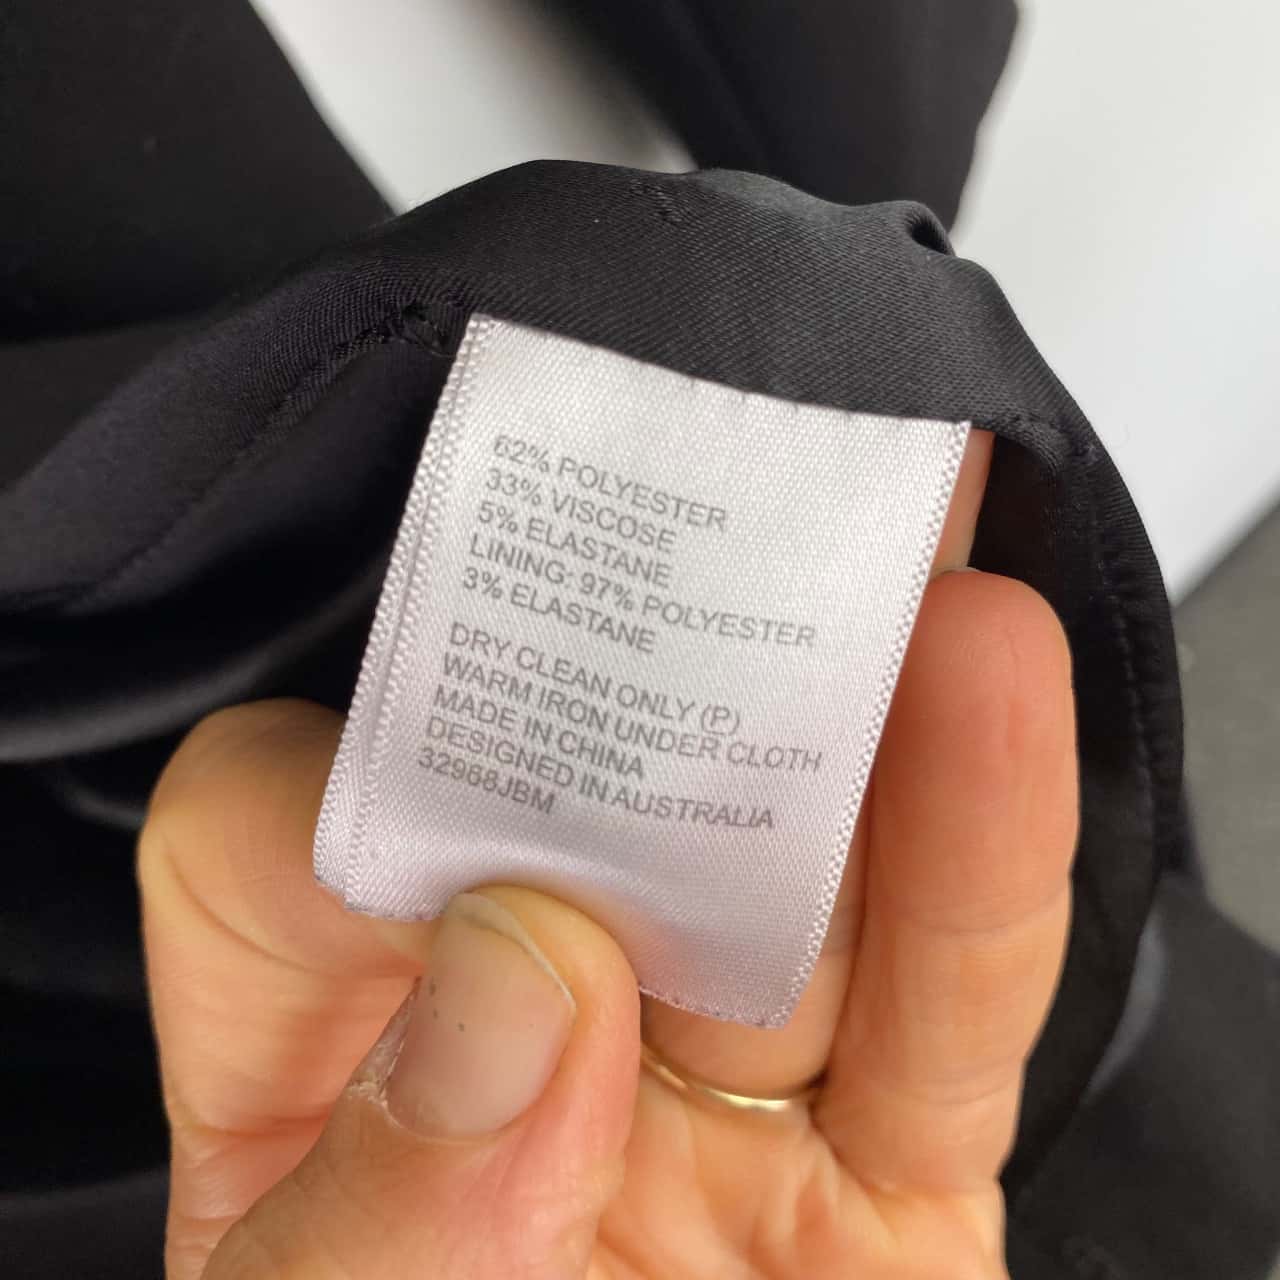 62% POLYESTER
33% VISCOSE
5% ELASTANE
LINING: 97% POLYESTER
3% ELASTANE
DRY CLEAN ONLY (P)
WARM IRON UNDER CLOTH
MADE IN CHINA
DESIGNED IN AUSTRALIA
32968JBM